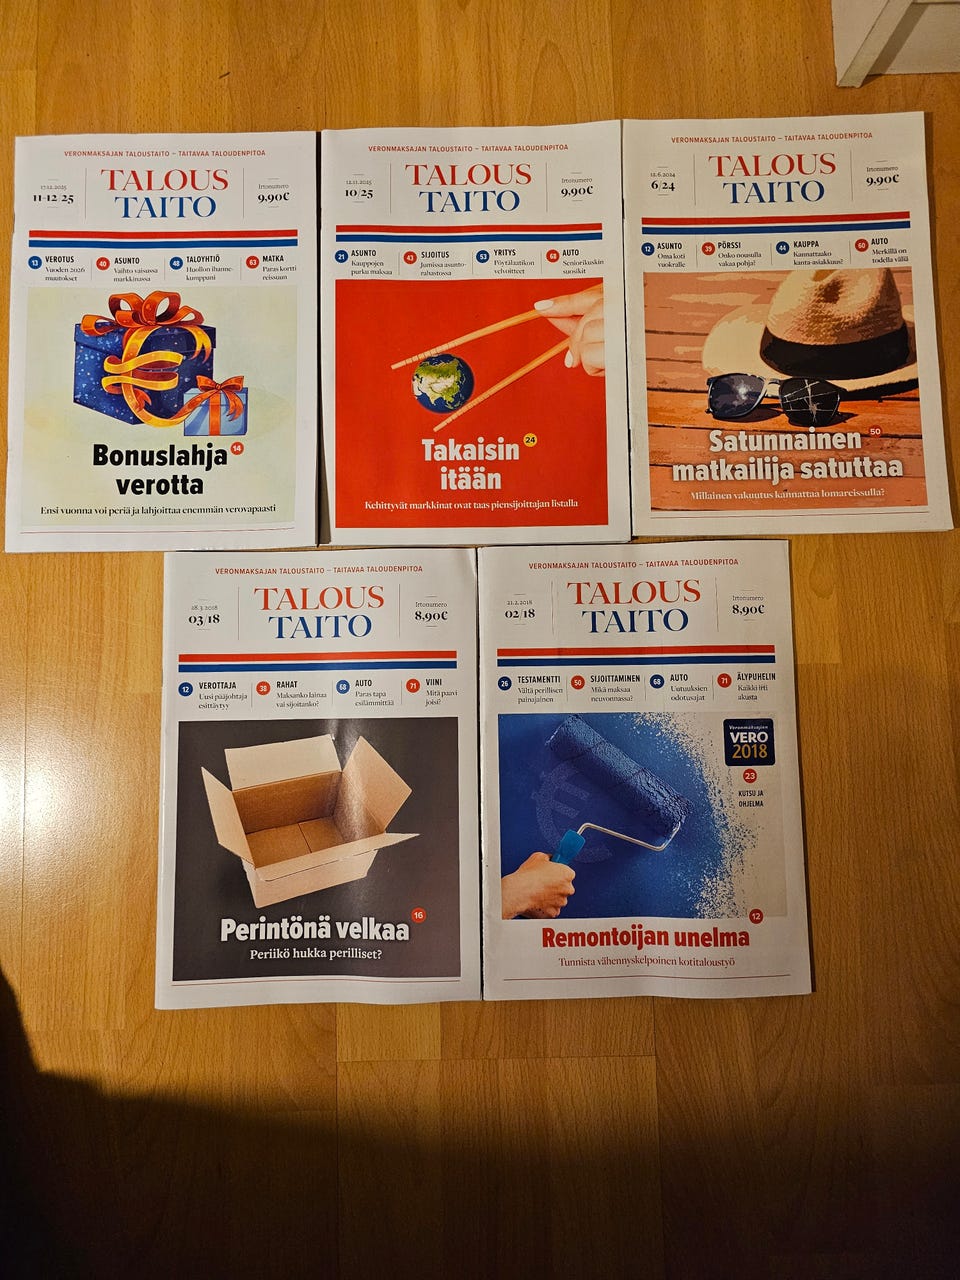 VERONMAKSAJAN TALOUSTAITO – TAITAVAA TALOUDENPITOA
17.12.2025
11-12/25
TALOUS
TAITO
Irtonumero
9,90€
13 VEROTUS
Vuoden 2026
muutokset
40 ASUNTO
Vaihto vaisussa
markkinassa
48 TALOYHTIÖ
Huollon ihanne-
kumppani
63 MATKA
Paras kortti
reissuun
Bonuslahja 14
verotta
Ensi vuonna voi periä ja lahjoittaa enemmän verovapaasti
VERONMAKSAJAN TALOUSTAITO – TAITAVAA TALOUDENPITOA
12.11.2025
10/25
TALOUS
TAITO
Irtonumero
9,90€
21 ASUNTO
Kauppojen
purku maksaa
43 SIJOITUS
Jumissa asunto-
rahastossa
53 YRITYS
Pöytälaatikon
velvoitteet
68 AUTO
Seniorikuskin
suosikit
Takaisin 24
itään
Kehittyvät markkinat ovat taas piensijoittajan listalla
VERONMAKSAJAN TALOUSTAITO – TAITAVAA TALOUDENPITOA
12.6.2024
6/24
TALOUS
TAITO
Irtonumero
9,90€
12 ASUNTO
Oma koti
vuokralle
39 PÖRSSI
Onko nousulla
vakaa pohja?
44 KAUPPA
Kannattaako
kanta-asiakkuus?
60 AUTO
Merkillä on
todella väliä
Satunnainen 50
matkailija satuttaa
Millainen vakuutus kannattaa lomareissulla?
VERONMAKSAJAN TALOUSTAITO – TAITAVAA TALOUDENPITOA
28.3.2018
03/18
TALOUS
TAITO
Irtonumero
8,90€
12 VEROTTAJA
Uusi pääjohtaja
esittäytyy
38 RAHAT
Maksanko lainaa
vai sijoitanko?
68 AUTO
Paras tapa
esilämmittää
71 VIINI
Mitä paavi
joisi?
Perintönä velkaa 16
Periikö hukka perilliset?
VERONMAKSAJAN TALOUSTAITO – TAITAVAA TALOUDENPITOA
21.2.2018
02/18
TALOUS
TAITO
Irtonumero
8,90€
26 TESTAMENTTI
Vältä perillisen
painajainen
50 SIJOITTAMINEN
Mikä maksaa
neuvonnassa?
68 AUTO
Uutuuksien
odotusajat
71 ÄLYPUHELIN
Kaikki irti
akusta
Veronmaksajan
VERO
2018
23
KUTSU JA
OHJELMA
12
Remontoijan unelma
Tunnista vähennyskelpoinen kotitaloustyö